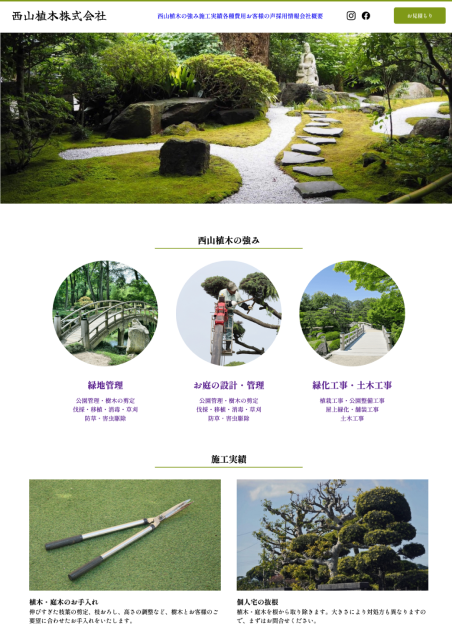 西山植木株式会社
西山植木の強み施工実績各種費用お客様の声採用情報会社概要
お見積もり
西山植木の強み
緑地管理
公園管理・樹木の剪定
伐採・移植・消毒・草刈
防草・害虫駆除
お庭の設計・管理
公園管理・樹木の剪定
伐採・移植・消毒・草刈
防草・害虫駆除
緑化工事・土木工事
植栽工事・公園整備工事
屋上緑化・舗装工事
土木工事
施工実績
植木・庭木のお手入れ
伸びすぎた枝葉の剪定、枝おろし、高さの調整など、樹木とお客様のご
要望に合わせたお手入れをいたします。
個人宅の抜根
植木・庭木を根から取り除きます。大きさにより対処方も異なりますの
で、まずはお問合せください。